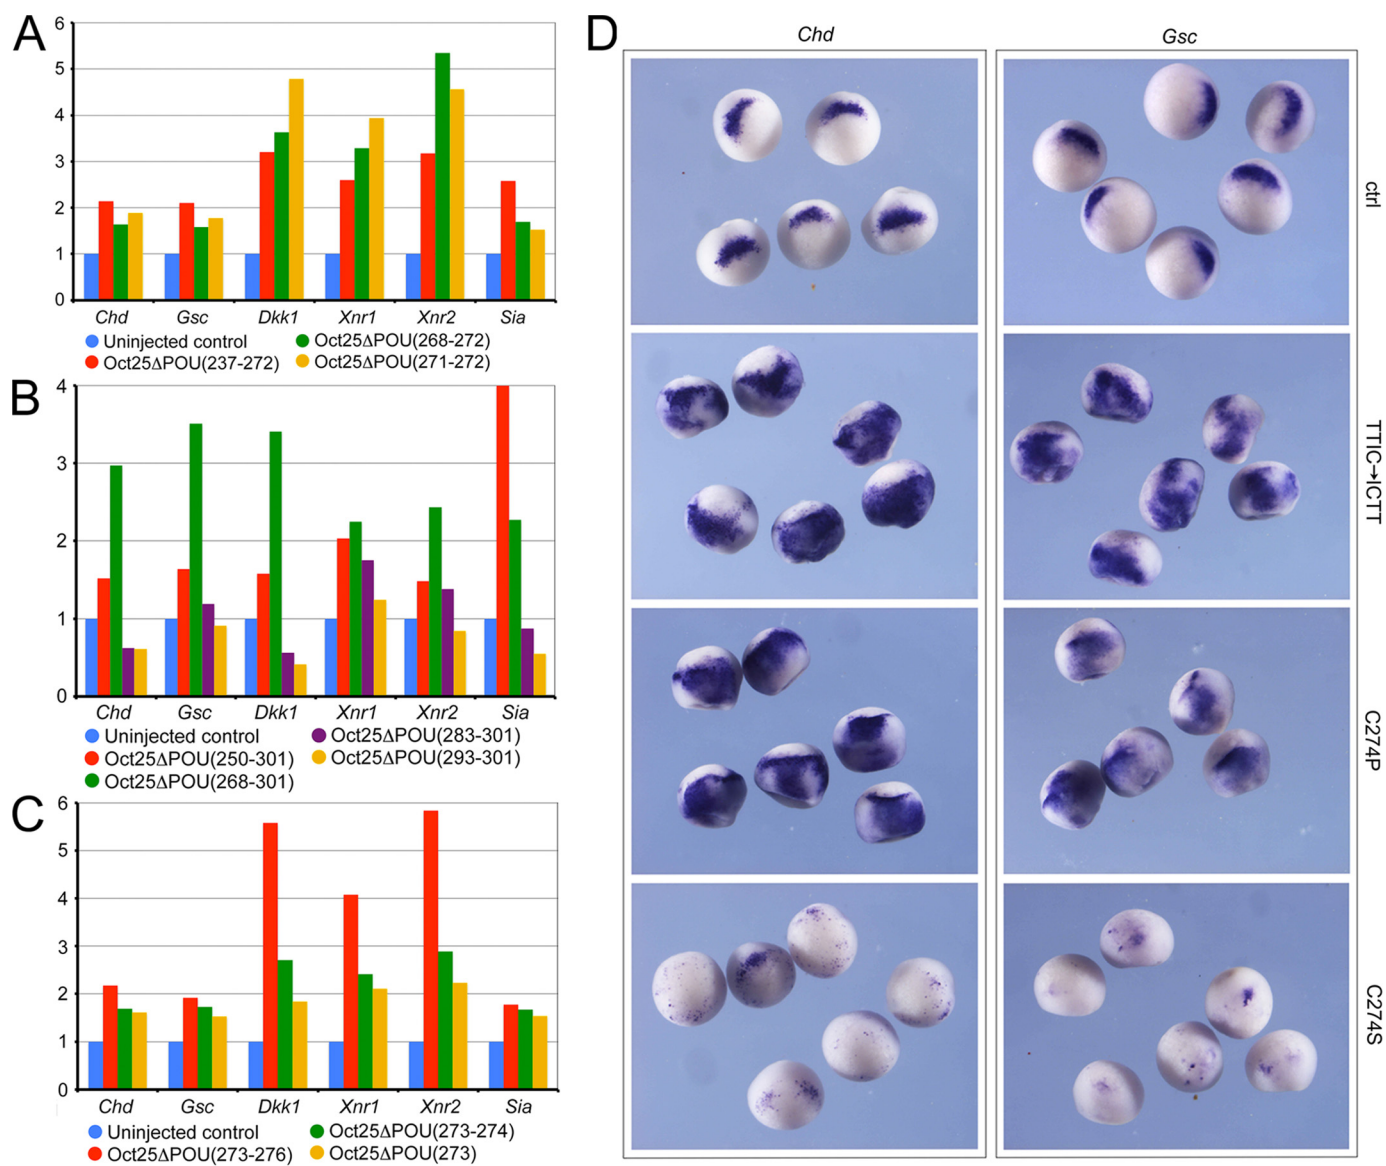 A
6
5
4
3
2
1
0
Chd Gsc Dkk1 Xnr1 Xnr2 Sia
Uninjected control
Oct25ΔPOU(237-272)
Oct25ΔPOU(268-272)
Oct25ΔPOU(271-272)
B
4
3
2
1
0
Chd Gsc Dkk1 Xnr1 Xnr2 Sia
Uninjected control
Oct25ΔPOU(250-301)
Oct25ΔPOU(268-301)
Oct25ΔPOU(283-301)
Oct25ΔPOU(293-301)
C
6
5
4
3
2
1
0
Chd Gsc Dkk1 Xnr1 Xnr2 Sia
Uninjected control
Oct25ΔPOU(273-276)
Oct25ΔPOU(273-274)
Oct25ΔPOU(273)
D
Chd Gsc
ctrl
TTIC→ICTT
C274P
C274S